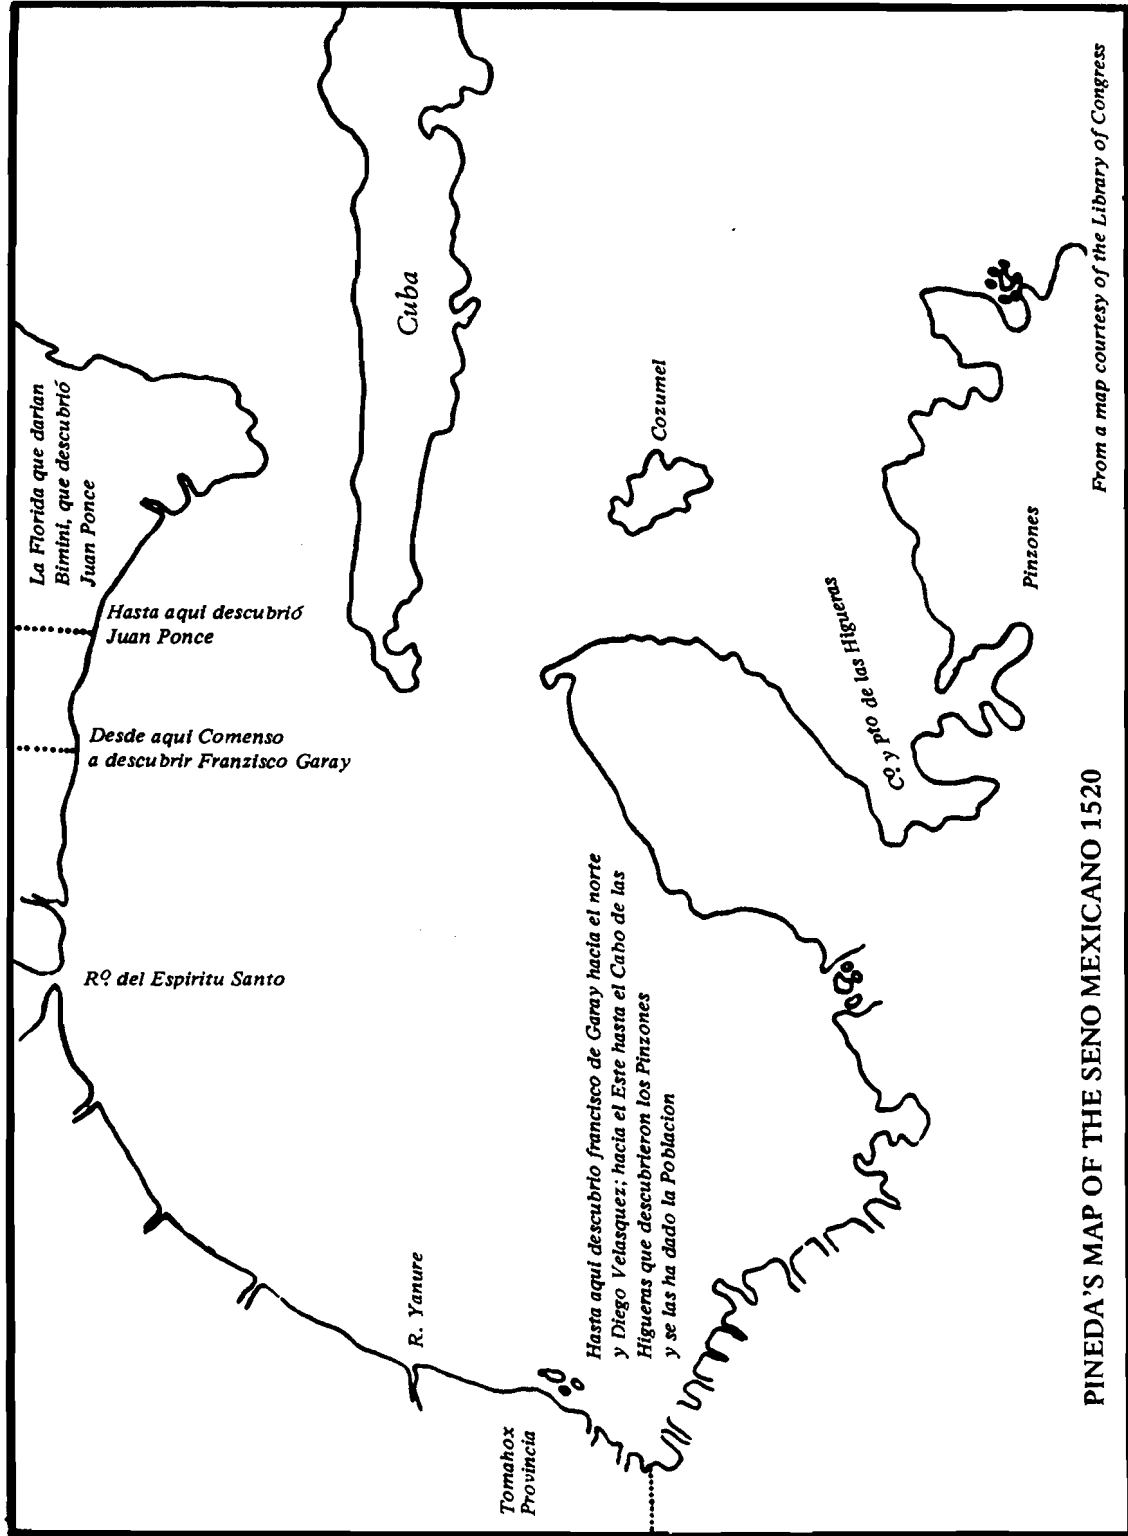 La Florida que darian
Bimini, que descubrió
Juan Ponce
Hasta aqui descubrió
Juan Ponce
Desde aqui Comenso
a descubrir Franzisco Garay
Rº del Espiritu Santo
Cuba
Cozumel
R. Yanure
Tomahox
Provincia
Hasta aqui descubrio francisco de Garay hacia el norte
y Diego Velasquez; hacia el Este hasta el Cabo de las
Higueras que descubrieron los Pinzones
y se las ha dado la Poblacion
Cº y Pto de las Higueras
Pinzones
PINEDA'S MAP OF THE SENO MEXICANO 1520
From a map courtesy of the Library of Congress